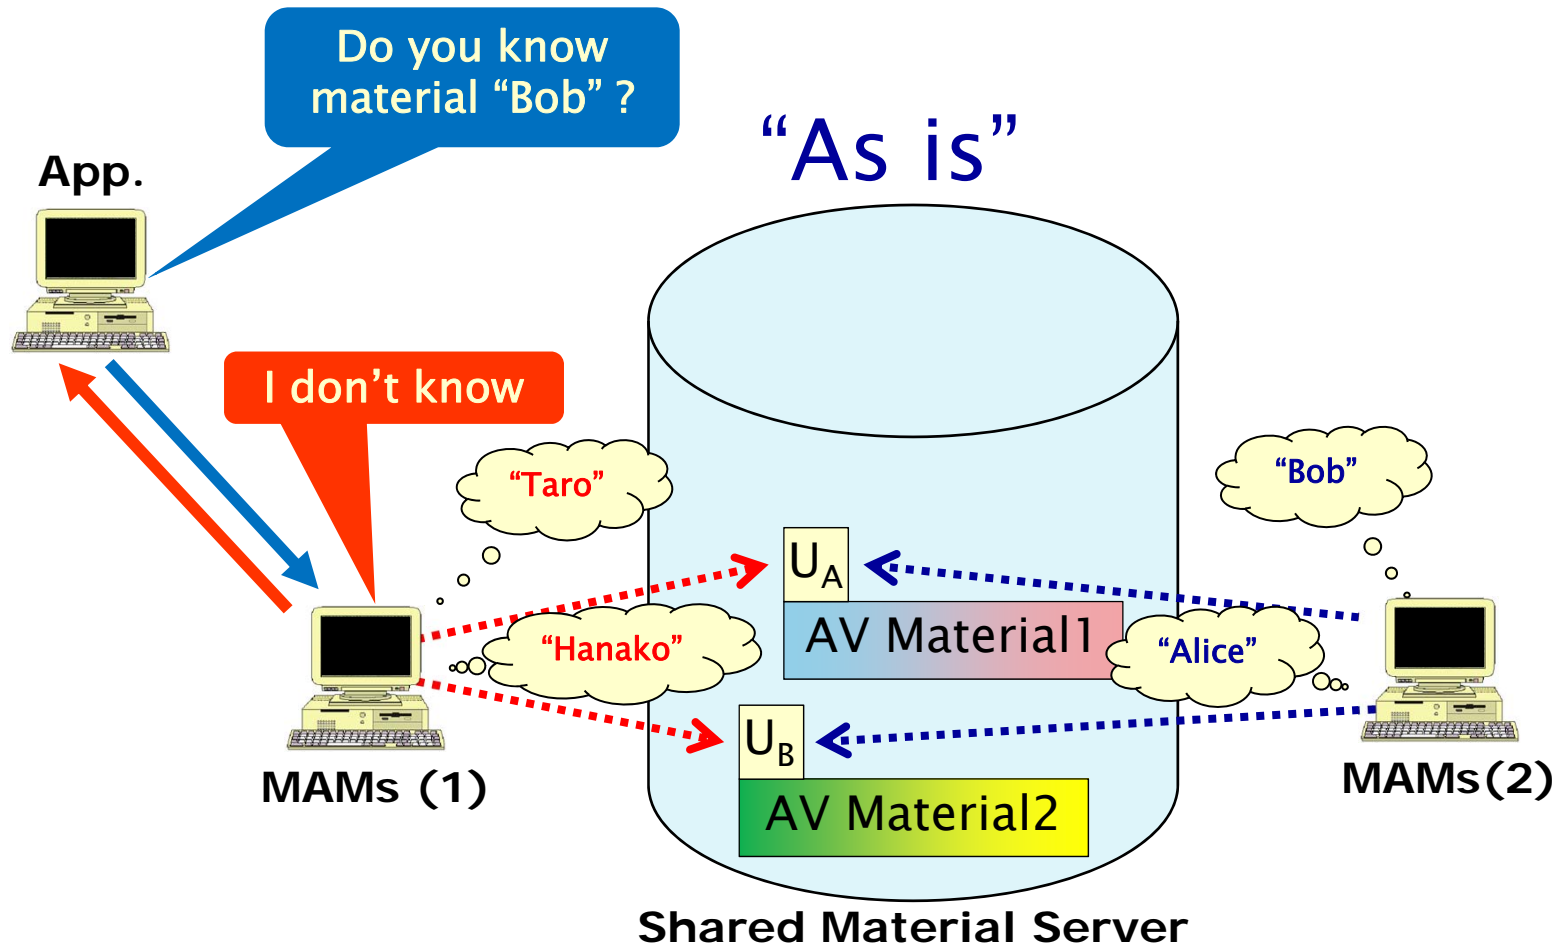 Do you know
material “Bob” ?
“As is”
App.
I don’t know
“Taro”
“Bob”
UA
AV Material1
“Hanako”
“Alice”
UB
AV Material2
MAMs (1)
MAMs(2)
Shared Material Server